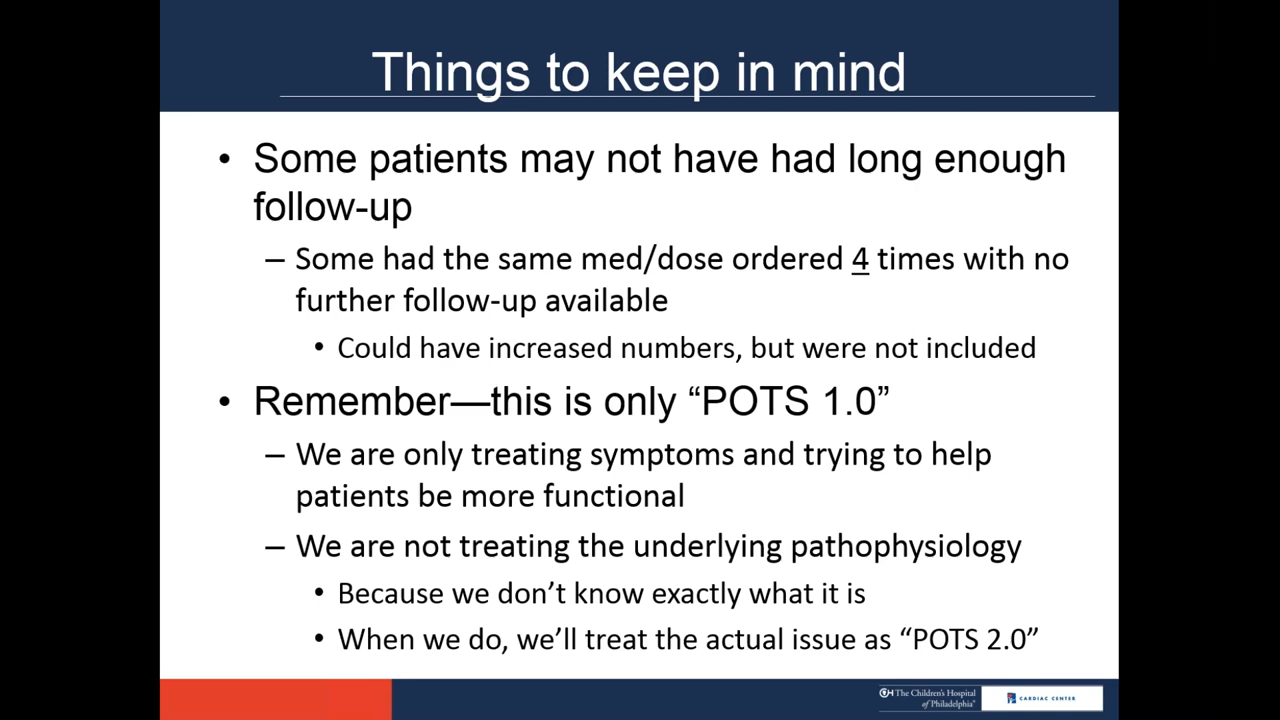 Things to keep in mind
• Some patients may not have had long enough
follow-up
– Some had the same med/dose ordered 4 times with no
further follow-up available
• Could have increased numbers, but were not included
• Remember—this is only “POTS 1.0”
– We are only treating symptoms and trying to help
patients be more functional
– We are not treating the underlying pathophysiology
• Because we don’t know exactly what it is
• When we do, we’ll treat the actual issue as “POTS 2.0”
The Children's Hospital
of Philadelphia®
CARDIAC CENTER